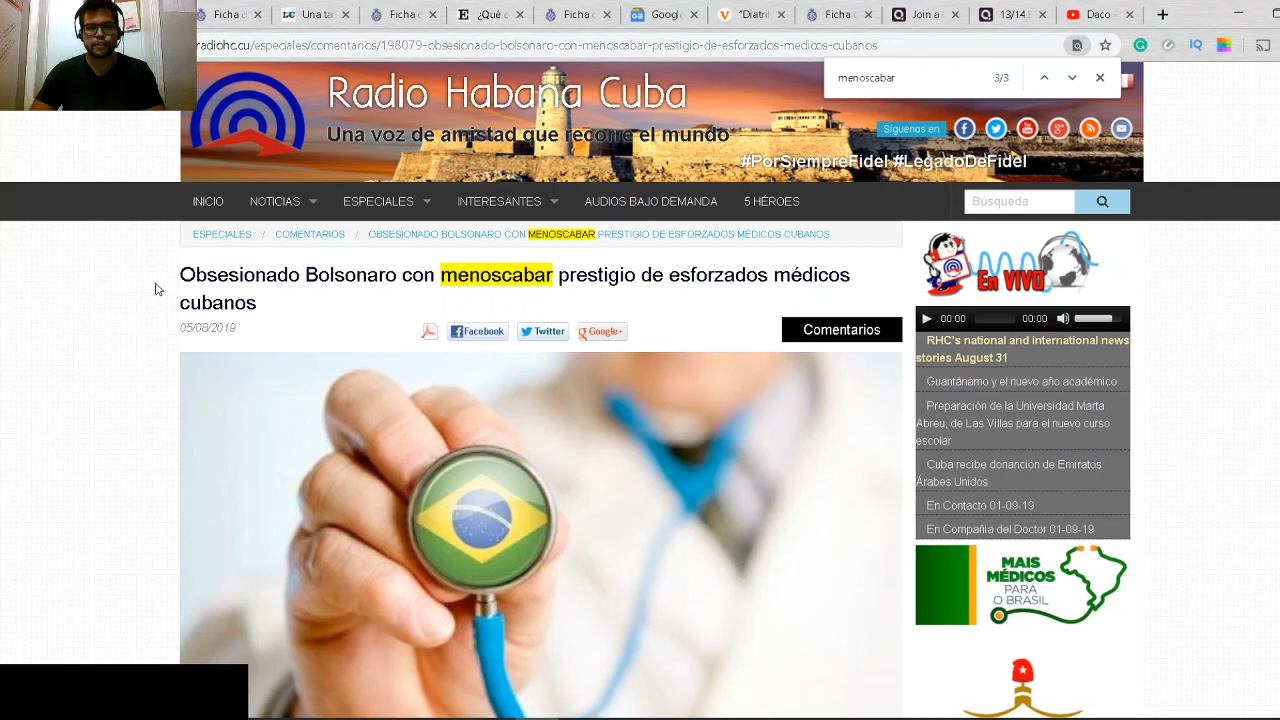 Ficha d
Una ta
Ficha c
¿Qué e
Ficha c
Googl
"Diatri
Ficha c
Join a
13/14 E
Daco -
radiohc.cu/especiales/comentarios/198079-obsesionado-bolsonaro-con-menoscabar-prestigio-de-esforzados-medicos-cubanos
menoscabar 3/3
Radio Habana Cuba
Una voz de amistad que recorre el mundo
Síguenos en
#PorSiempreFidel #LegadoDeFidel
INICIO NOTICIAS ESPECIALES INTERESANTES AUDIOS BAJO DEMANDA 5 HÉROES
Búsqueda
ESPECIALES / COMENTARIOS / OBSESIONADO BOLSONARO CON MENOSCABAR PRESTIGIO DE ESFORZADOS MÉDICOS CUBANOS
Obsesionado Bolsonaro con menoscabar prestigio de esforzados médicos
cubanos
05/08/2019
Facebook Twitter Google+
Comentarios
En VIVO
00:00 00:00
RHC's national and international news
stories August 31
Guantánamo y el nuevo año académico
Preparación de la Universidad Marta
Abreu, de Las Villas para el nuevo curso
escolar
Cuba recibe donanción de Emiratos
Árabes Unidos
En Contacto 01-09-19
En Compañia del Doctor 01-09-19
MAIS
MÉDICOS
PARA
O BRASIL